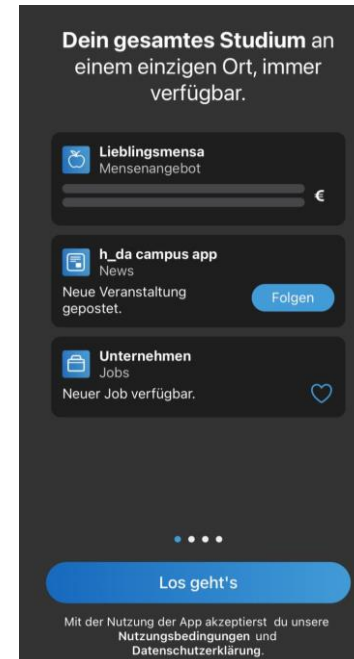 Dein gesamtes Studium an
einem einzigen Ort, immer
verfügbar.
Lieblingsmensa
Mensenangebot
€
h_da campus app
News
Neue Veranstaltung
gepostet.
Folgen
Unternehmen
Jobs
Neuer Job verfügbar.
Los geht's
Mit der Nutzung der App akzeptierst du unsere
Nutzungsbedingungen und
Datenschutzerklärung.